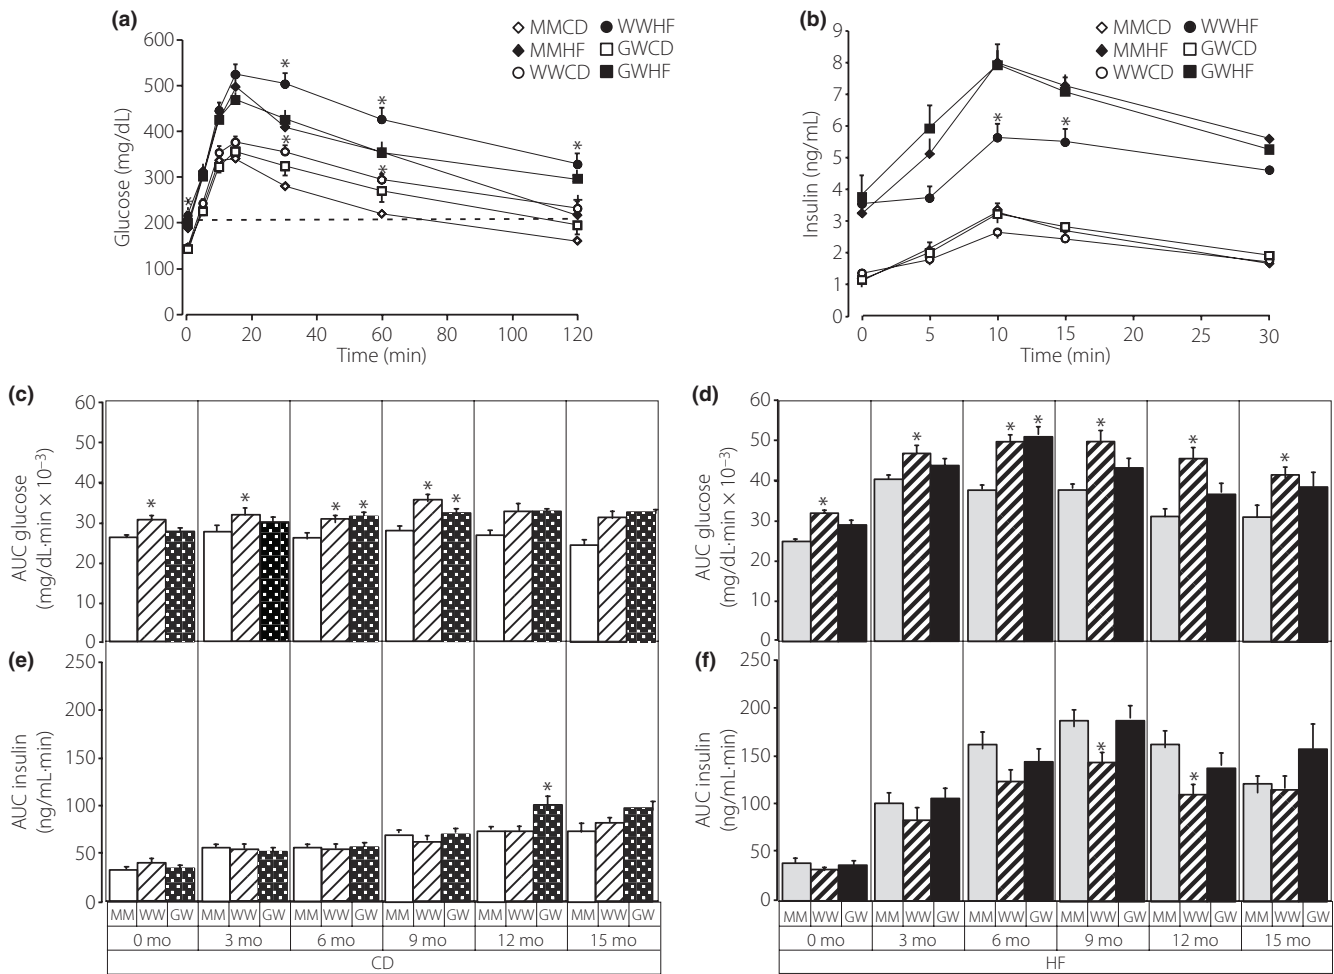 (a)
MMCD WWHF
MMHF GWCD
WWCD GWHF
Glucose (mg/dL)
600
500
400
300
200
100
0
* * * * * * *
0 20 40 60 80 100 120
Time (min)
(b)
MMCD WWHF
MMHF GWCD
WWCD GWHF
Insulin (ng/mL)
9
8
7
6
5
4
3
2
1
0
* *
0 5 10 15 20 25 30
Time (min)
(c)
AUC glucose
(mg/dL·min × 10⁻³)
60
50
40
30
20
10
0
* * * * * *
(d)
AUC glucose
(mg/dL·min × 10⁻³)
60
50
40
30
20
10
0
* * * * * * *
(e)
AUC insulin
(ng/mL·min)
250
200
150
100
50
0
*
MM WW GW MM WW GW MM WW GW MM WW GW MM WW GW MM WW GW
0 mo 3 mo 6 mo 9 mo 12 mo 15 mo
CD
(f)
AUC insulin
(ng/mL·min)
250
200
150
100
50
0
* *
MM WW GW MM WW GW MM WW GW MM WW GW MM WW GW MM WW GW
0 mo 3 mo 6 mo 9 mo 12 mo 15 mo
HF